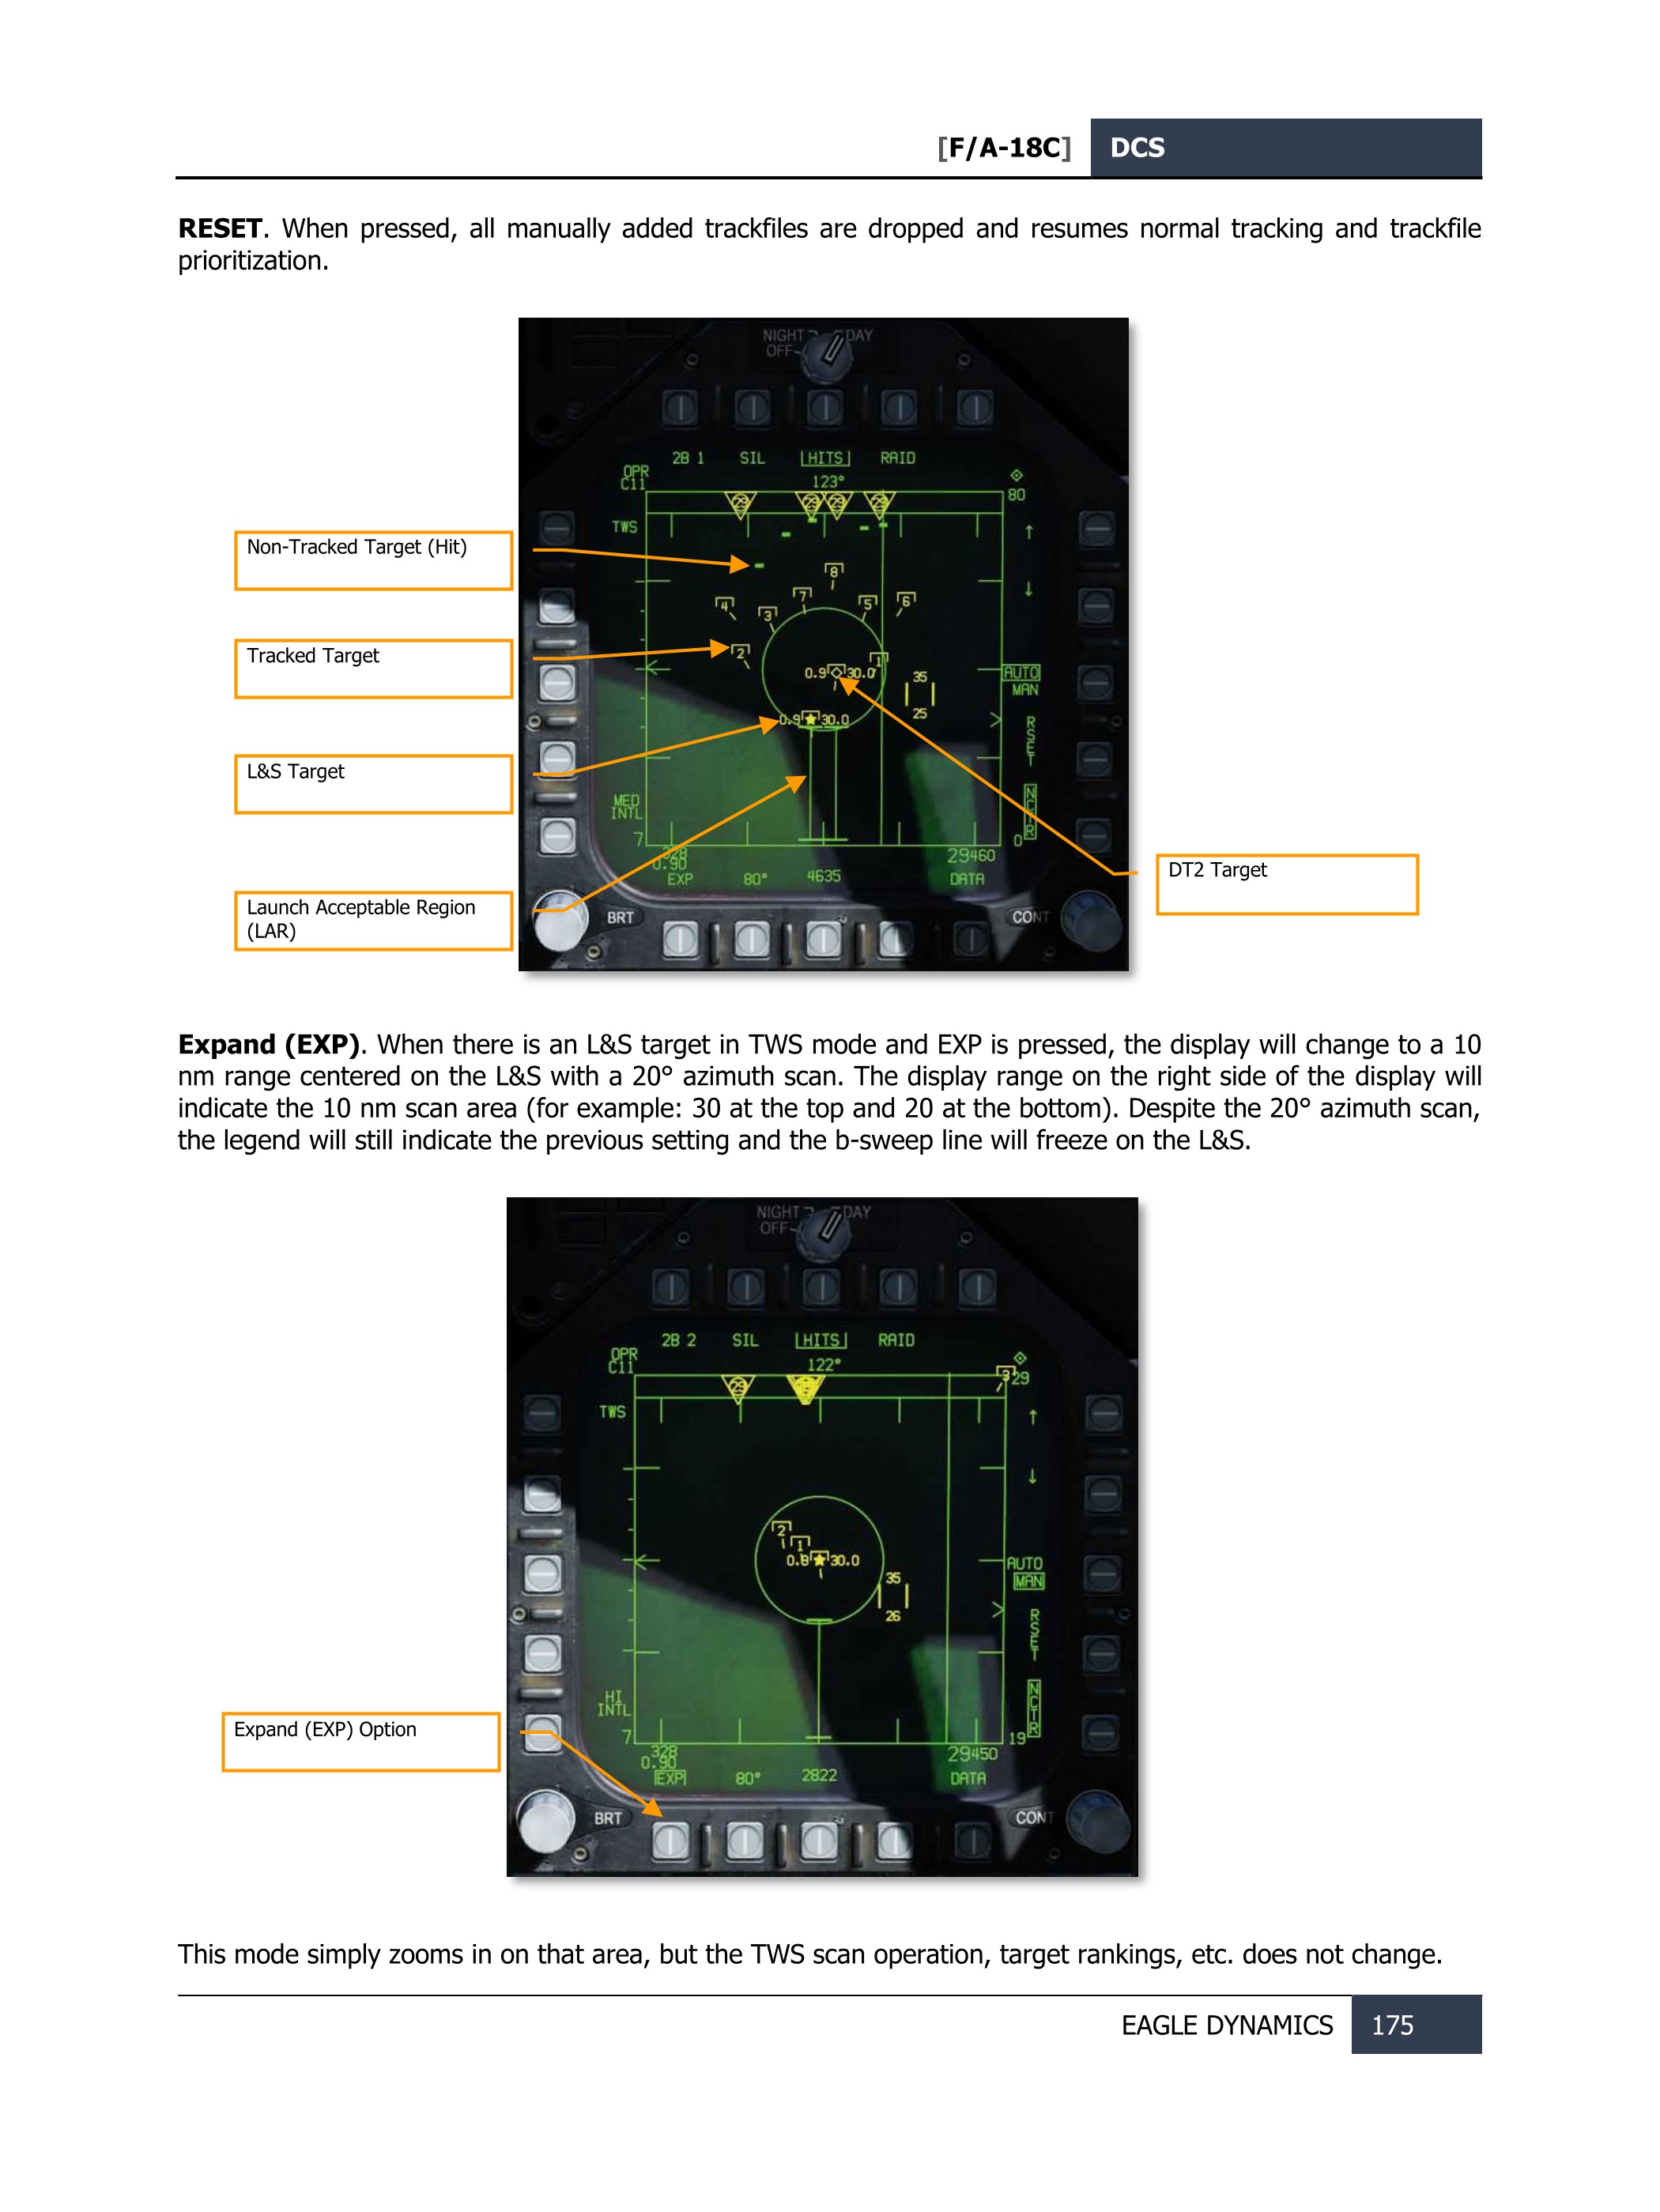 [F/A-18C] DCS
RESET. When pressed, all manually added trackfiles are dropped and resumes normal tracking and trackfile
prioritization.
NIGHT DAY
OFF
2B 1 SIL HITS RAID
OPR
C11
123°
80
29 29 29 29
TWS
Non-Tracked Target (Hit)
8
7
4 3 5 6
Tracked Target
2 1
0.9 30.0
35
AUTO
MAN
25
0.9 30.0
RSET
L&S Target
MED
INTL
NCTR
7 0
328
0.90
29460
EXP 80° 4635 DATA
DT2 Target
Launch Acceptable Region
(LAR)
BRT CONT
Expand (EXP). When there is an L&S target in TWS mode and EXP is pressed, the display will change to a 10
nm range centered on the L&S with a 20° azimuth scan. The display range on the right side of the display will
indicate the 10 nm scan area (for example: 30 at the top and 20 at the bottom). Despite the 20° azimuth scan,
the legend will still indicate the previous setting and the b-sweep line will freeze on the L&S.
NIGHT DAY
OFF
2B 2 SIL HITS RAID
OPR
C11
122°
3
29
29
TWS
2
1
0.8 30.0
AUTO
MAN
35
26
RSET
HI
INTL
NCTR
7 19
328
0.90
29450
EXP 80° 2822 DATA
Expand (EXP) Option
BRT CONT
This mode simply zooms in on that area, but the TWS scan operation, target rankings, etc. does not change.
EAGLE DYNAMICS 175